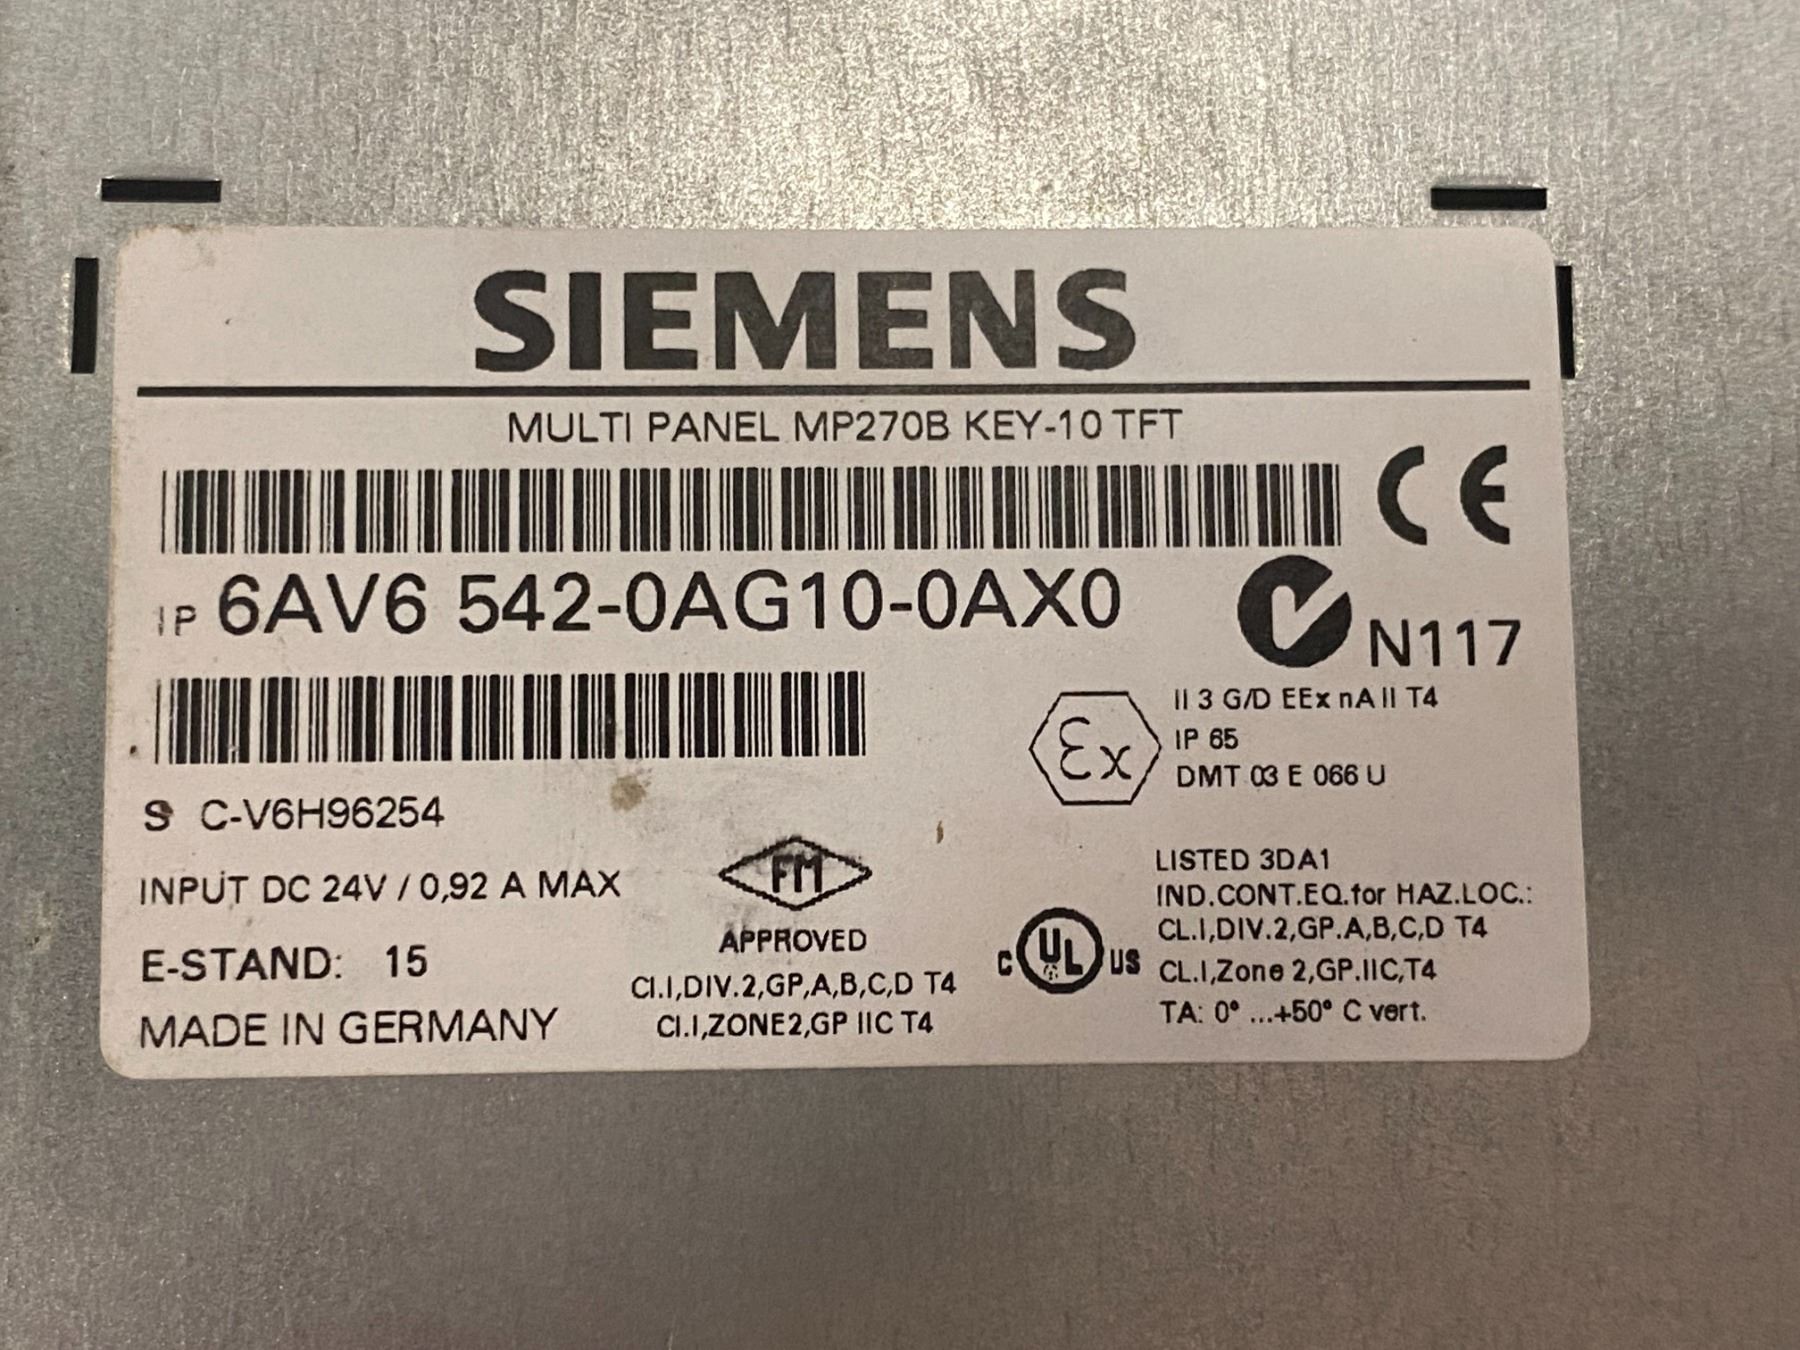 SIEMENS
MULTI PANEL MP270B KEY-10 TFT
CE
1P 6AV6 542-0AG10-0AX0
N117
Ex
II 3 G/D EEx nA II T4
IP 65
DMT 03 E 066 U
S C-V6H96254
INPUT DC 24V / 0,92 A MAX
E-STAND: 15
MADE IN GERMANY
FM
APPROVED
Cl.I,DIV.2,GP,A,B,C,D T4
Cl.I,ZONE2,GP IIC T4
C UL US
LISTED 3DA1
IND.CONT.EQ.for HAZ.LOC.:
CL.I,DIV.2,GP.A,B,C,D T4
CL.I,Zone 2,GP.IIC,T4
TA: 0° ...+50° C vert.